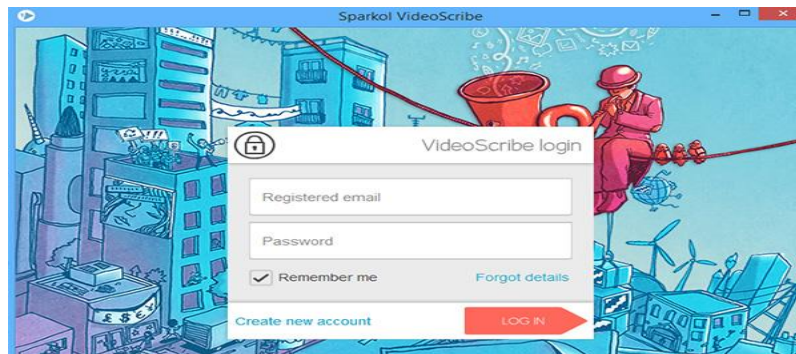 Sparkol VideoScribe
VideoScribe login
Registered email
Password
Remember me
Forgot details
Create new account
LOG IN
£ $ €